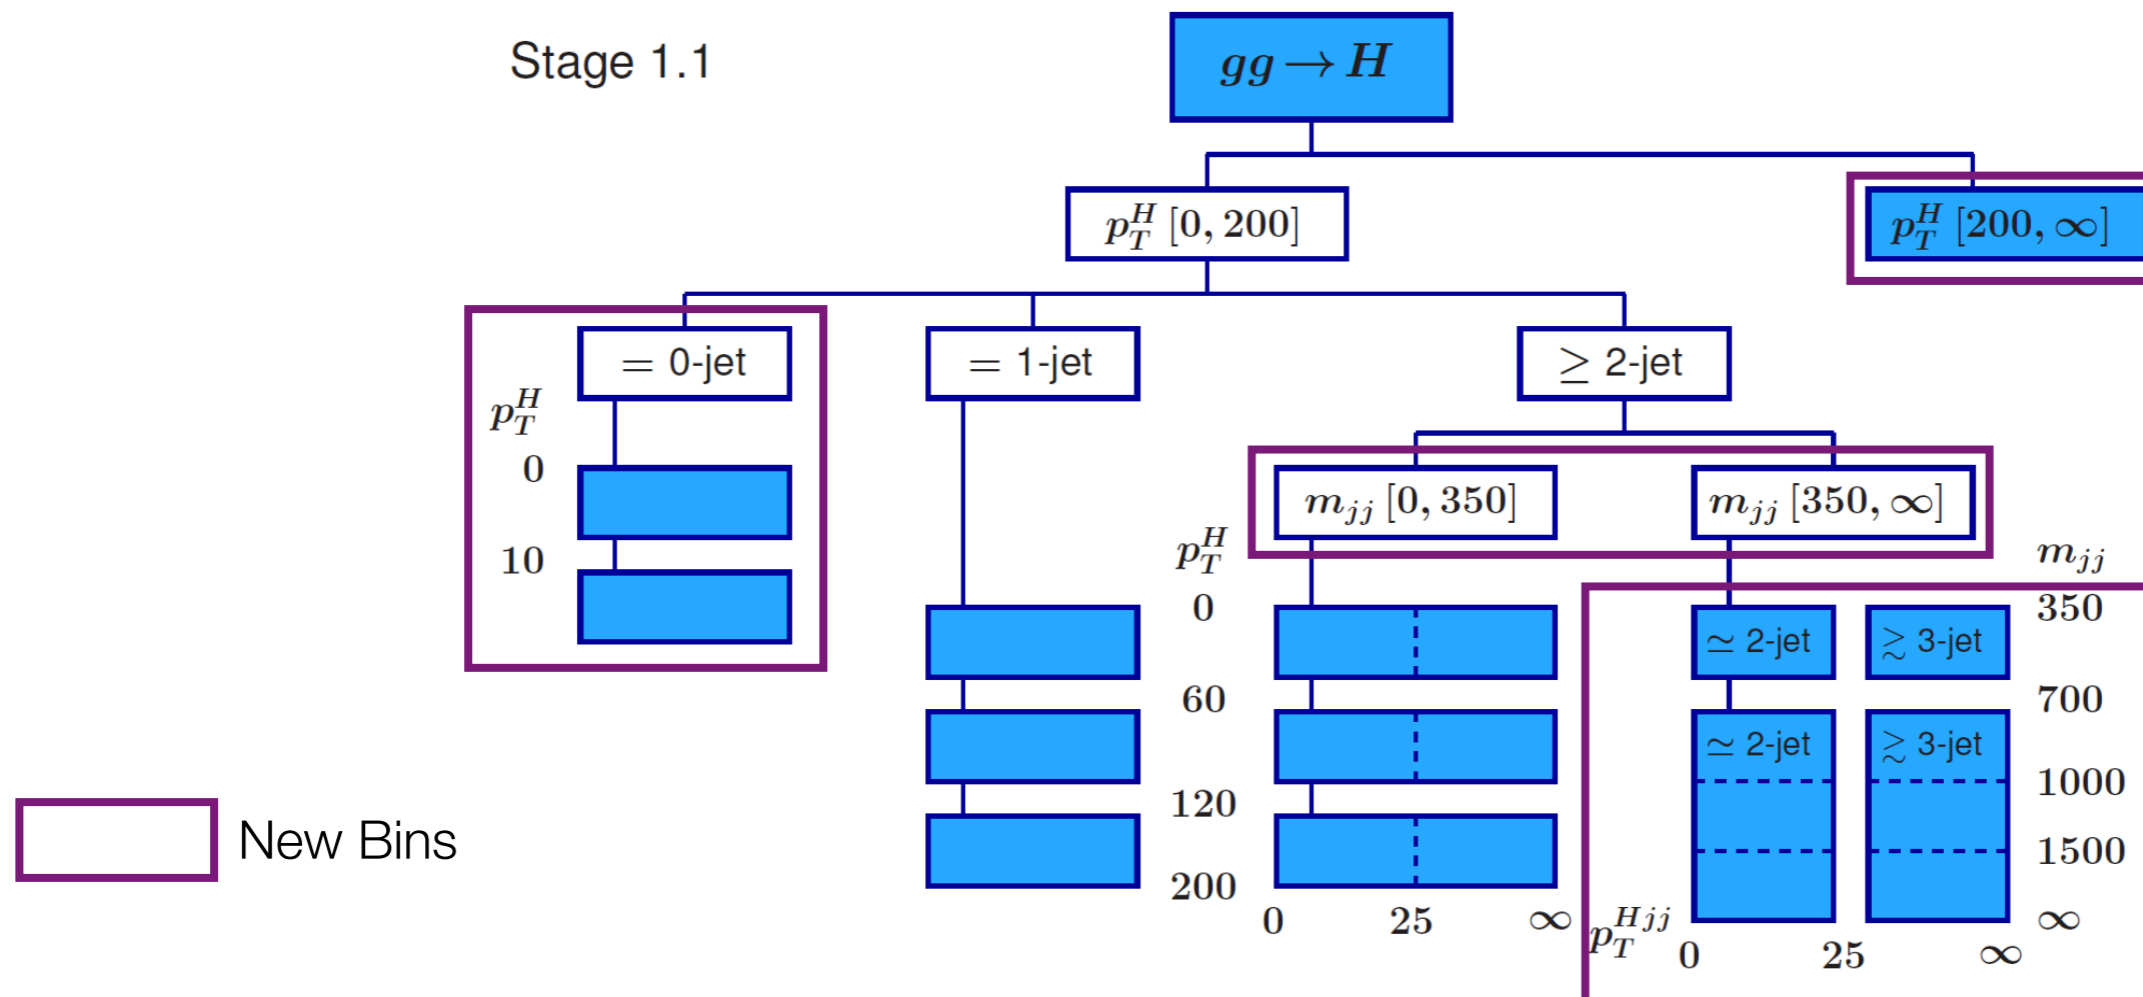 Stage 1.1
gg → H
p_T^H [0, 200]
p_T^H [200, ∞]
= 0-jet
= 1-jet
≥ 2-jet
p_T^H
0
10
m_jj [0, 350]
m_jj [350, ∞]
p_T^H
0
60
120
200
0 25 ∞
m_jj
350
700
1000
1500
∞
≃ 2-jet
≳ 3-jet
≃ 2-jet
≳ 3-jet
p_T^Hjj
0 25 ∞
New Bins